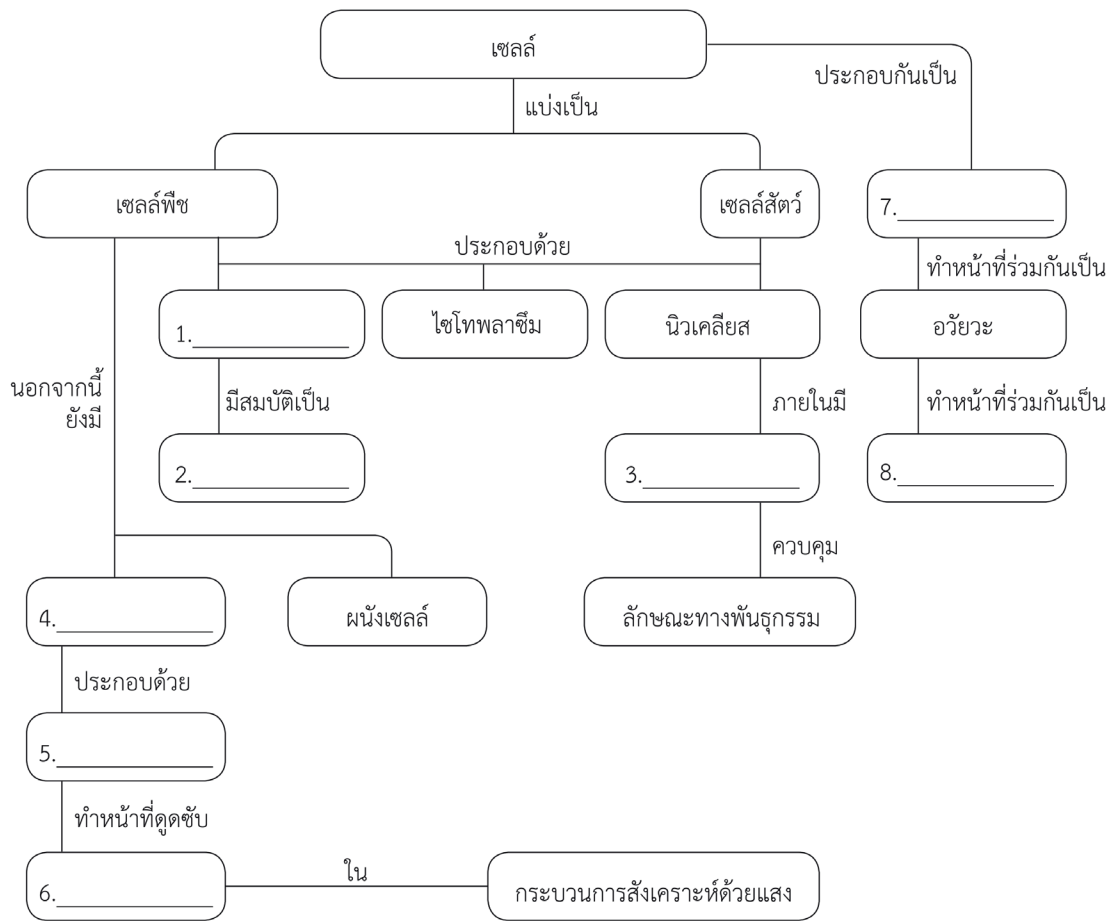 เซลล์
ประกอบกันเป็น
แบ่งเป็น
เซลล์พืช
เซลล์สัตว์
7.
ประกอบด้วย
ทำหน้าที่ร่วมกันเป็น
1.
ไซโทพลาซึม
นิวเคลียส
อวัยวะ
นอกจากนี้
ยังมี
มีสมบัติเป็น
ภายในมี
ทำหน้าที่ร่วมกันเป็น
2.
3.
8.
ควบคุม
4.
ผนังเซลล์
ลักษณะทางพันธุกรรม
ประกอบด้วย
5.
ทำหน้าที่ดูดซับ
6.
ใน
กระบวนการสังเคราะห์ด้วยแสง